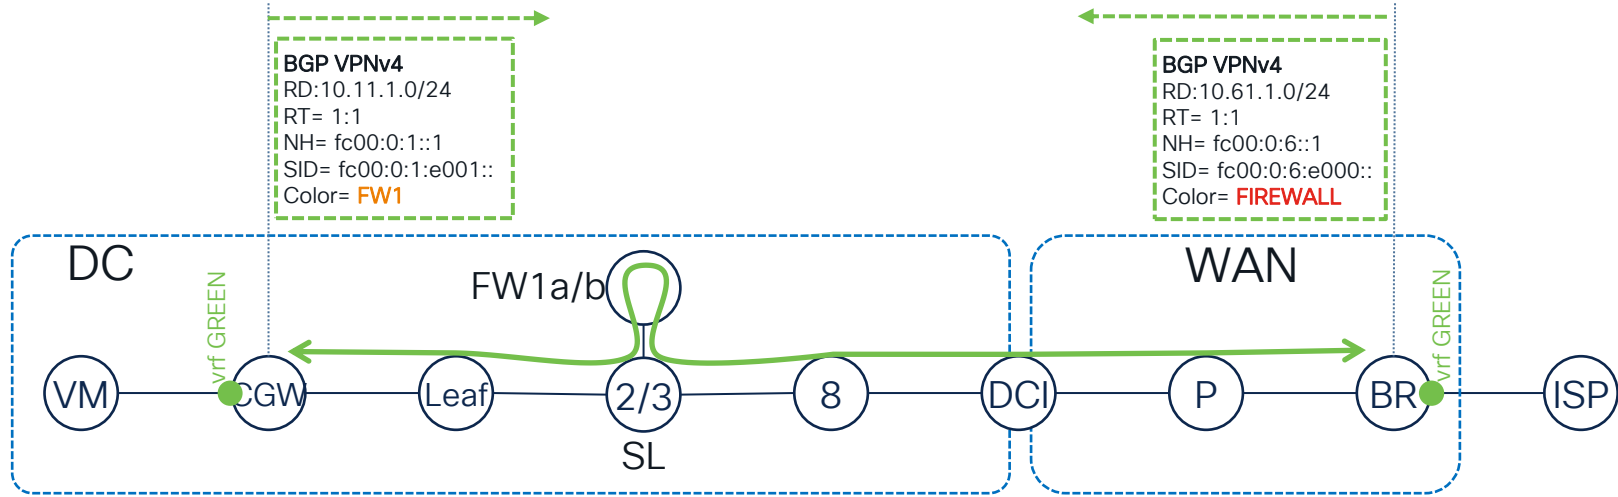 BGP VPNv4
RD:10.11.1.0/24
RT= 1:1
NH= fc00:0:1::1
SID= fc00:0:1:e001::
Color= FW1
BGP VPNv4
RD:10.61.1.0/24
RT= 1:1
NH= fc00:0:6::1
SID= fc00:0:6:e000::
Color= FIREWALL
DC
WAN
FW1a/b
vrf GREEN
vrf GREEN
VM
CGW
Leaf
2/3
8
DCI
P
BR
ISP
SL